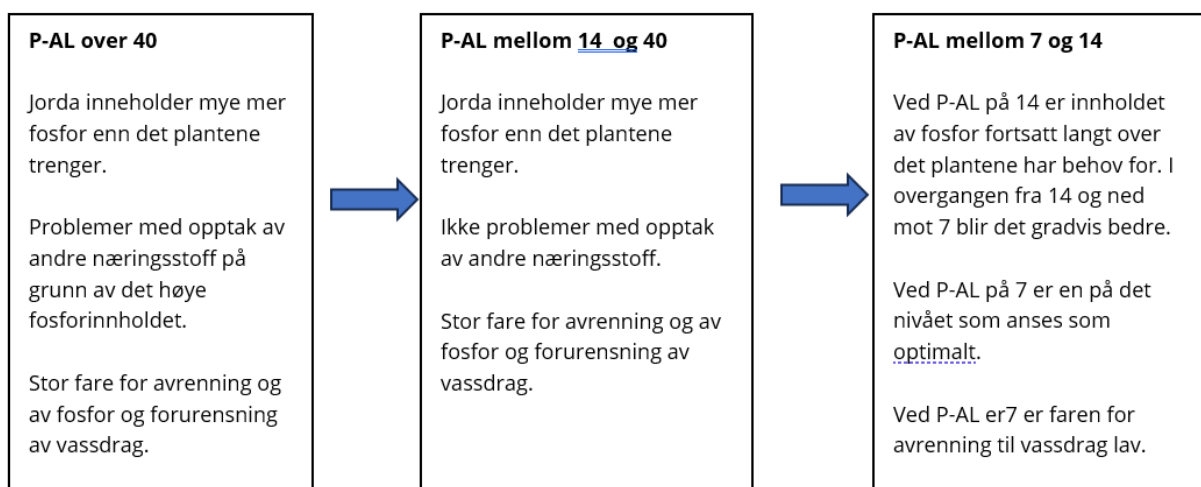 P-AL over 40
Jorda inneholder mye mer
fosfor enn det plantene
trenger.
Problemer med opptak av
andre næringsstoff på
grunn av det høye
fosforinnholdet.
Stor fare for avrenning og
av fosfor og forurensning
av vassdrag.
P-AL mellom 14  og 40
Jorda inneholder mye mer
fosfor enn det plantene
trenger.
Ikke problemer med opptak
av andre næringsstoff.
Stor fare for avrenning og av
fosfor og forurensning av
vassdrag.
P-AL mellom 7 og 14
Ved P-AL på 14 er innholdet
av fosfor fortsatt langt over
det plantene har behov for. I
overgangen fra 14 og ned
mot 7 blir det gradvis bedre.
Ved P-AL på 7 er en på det
nivået som anses som
optimalt.
Ved P-AL er7 er faren for
avrenning til vassdrag lav.